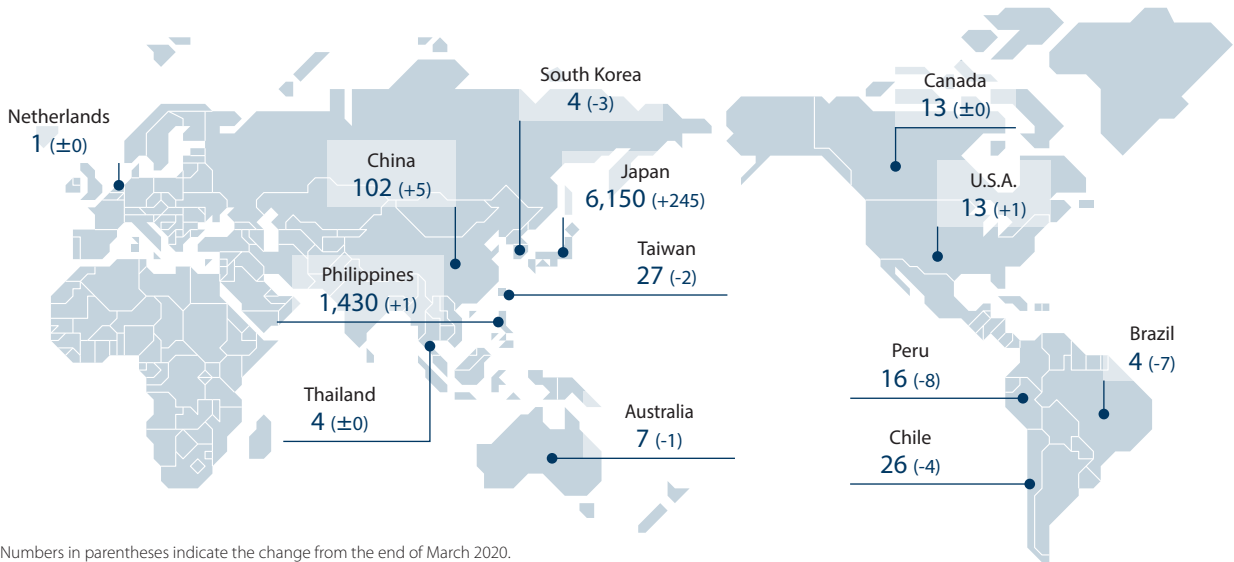 South Korea
4 (-3)
Canada
13 (±0)
Netherlands
1 (±0)
China
102 (+5)
Japan
6,150 (+245)
U.S.A.
13 (+1)
Taiwan
27 (-2)
Philippines
1,430 (+1)
Brazil
4 (-7)
Peru
16 (-8)
Thailand
4 (±0)
Australia
7 (-1)
Chile
26 (-4)
Numbers in parentheses indicate the change from the end of March 2020.